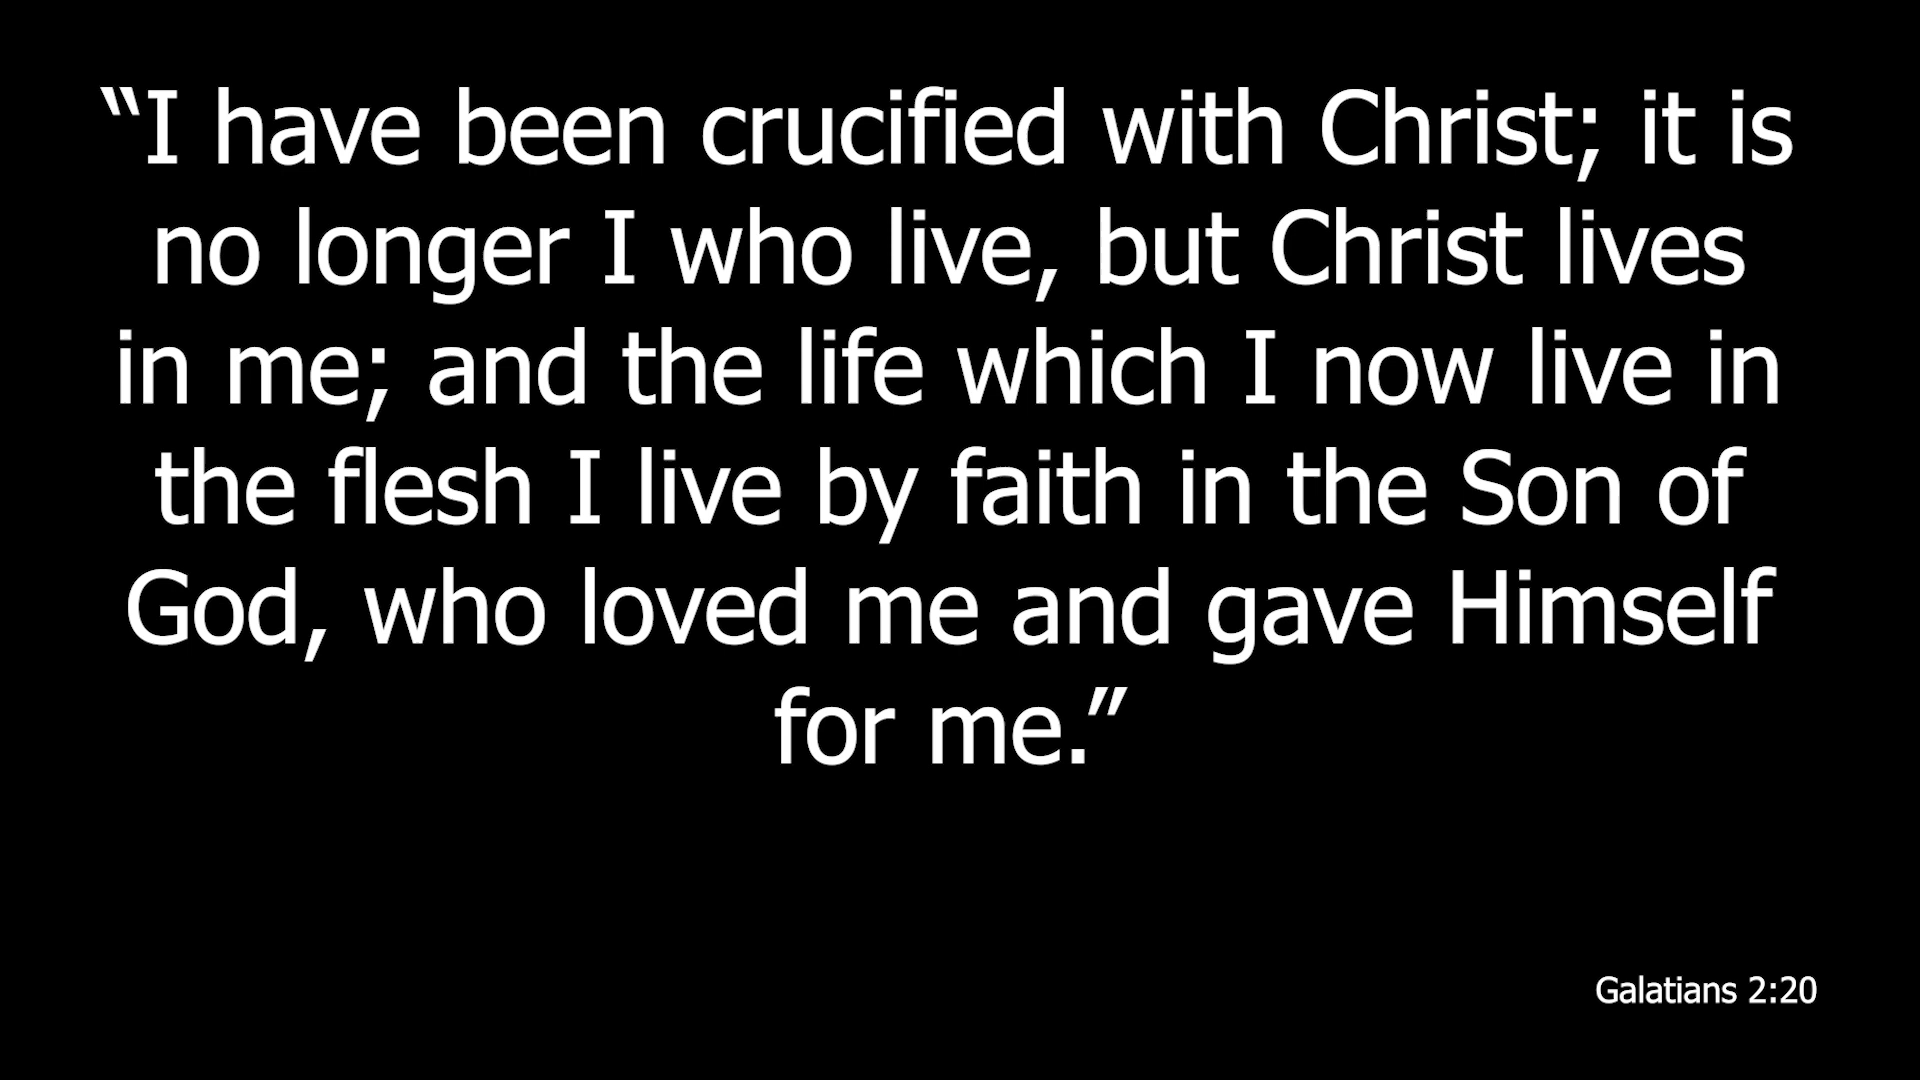 “I have been crucified with Christ; it is
no longer I who live, but Christ lives
in me; and the life which I now live in
the flesh I live by faith in the Son of
God, who loved me and gave Himself
for me.”
Galatians 2:20